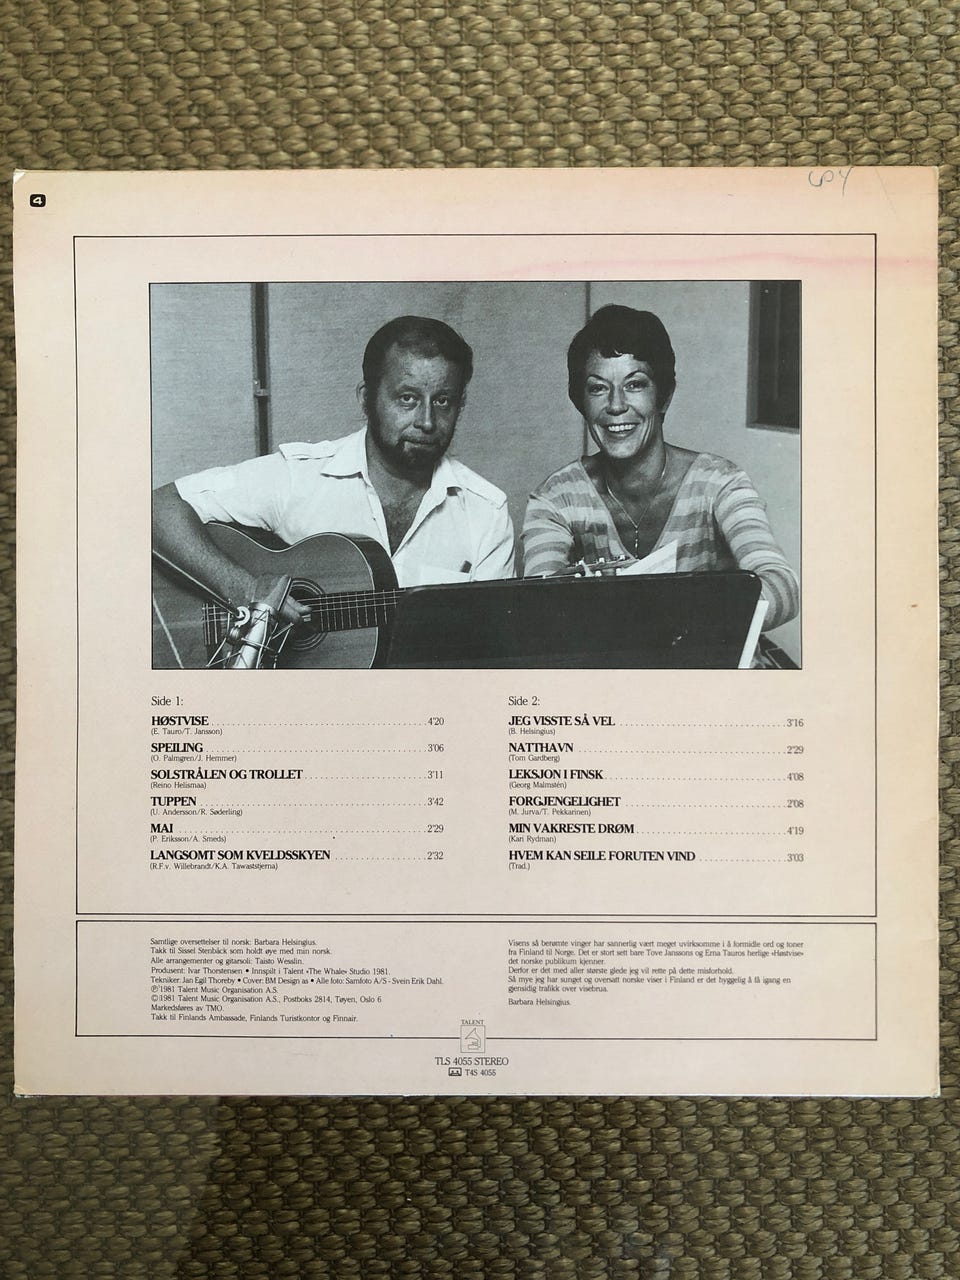 4
Side 1:
HØSTVISE 4'20
(E. Tauro/T. Jansson)
SPEILING 3'06
(O. Palmgren/J. Hemmer)
SOLSTRÅLEN OG TROLLET 3'11
(Reino Helismaa)
TUPPEN 3'42
(U. Andersson/R. Søderling)
MAI 2'29
(P. Eriksson/A. Smeds)
LANGSOMT SOM KVELDSSKYEN 2'32
(R.F.v. Willebrandt/K.A. Tawaststjerna)
Side 2:
JEG VISSTE SÅ VEL 3'16
(B. Helsingius)
NATTHAVN 2'29
(Tom Gardberg)
LEKSJON I FINSK 4'08
(Georg Malmstén)
FORGJENGELIGHET 2'08
(M. Jurva/T. Pekkarinen)
MIN VAKRESTE DRØM 4'19
(Kari Rydman)
HVEM KAN SEILE FORUTEN VIND 3'03
(Trad.)
Samtlige oversettelser til norsk: Barbara Helsingius.
Takk til Sissel Stenbäck som holdt øye med min norsk.
Alle arrangementer og gitarsoli: Taisto Wesslin.
Produsent: Ivar Thorstensen • Innspilt i Talent «The Whale» Studio 1981.
Tekniker: Jan Egil Thoreby • Cover: BM Design as • Alle foto: Samfoto A/S - Svein Erik Dahl.
Ⓟ 1981 Talent Music Organisation A.S.
© 1981 Talent Music Organisation A.S., Postboks 2814, Tøyen, Oslo 6
Markedsføres av TMO.
Takk til Finlands Ambassade, Finlands Turistkontor og Finnair.
Visens så berømte vinger har sannerlig vært meget uvirksomme i å formidle ord og toner
fra Finland til Norge. Det er stort sett bare Tove Janssons og Erna Tauros herlige «Høstvise»
det norske publikum kjenner.
Derfor er det med aller største glede jeg vil rette på dette misforhold.
Så mye jeg har sunget og oversatt norske viser i Finland er det hyggelig å få igang en
gjensidig trafikk over visebrua.
Barbara Helsingius.
TALENT
TLS 4055 STEREO
T4S 4055